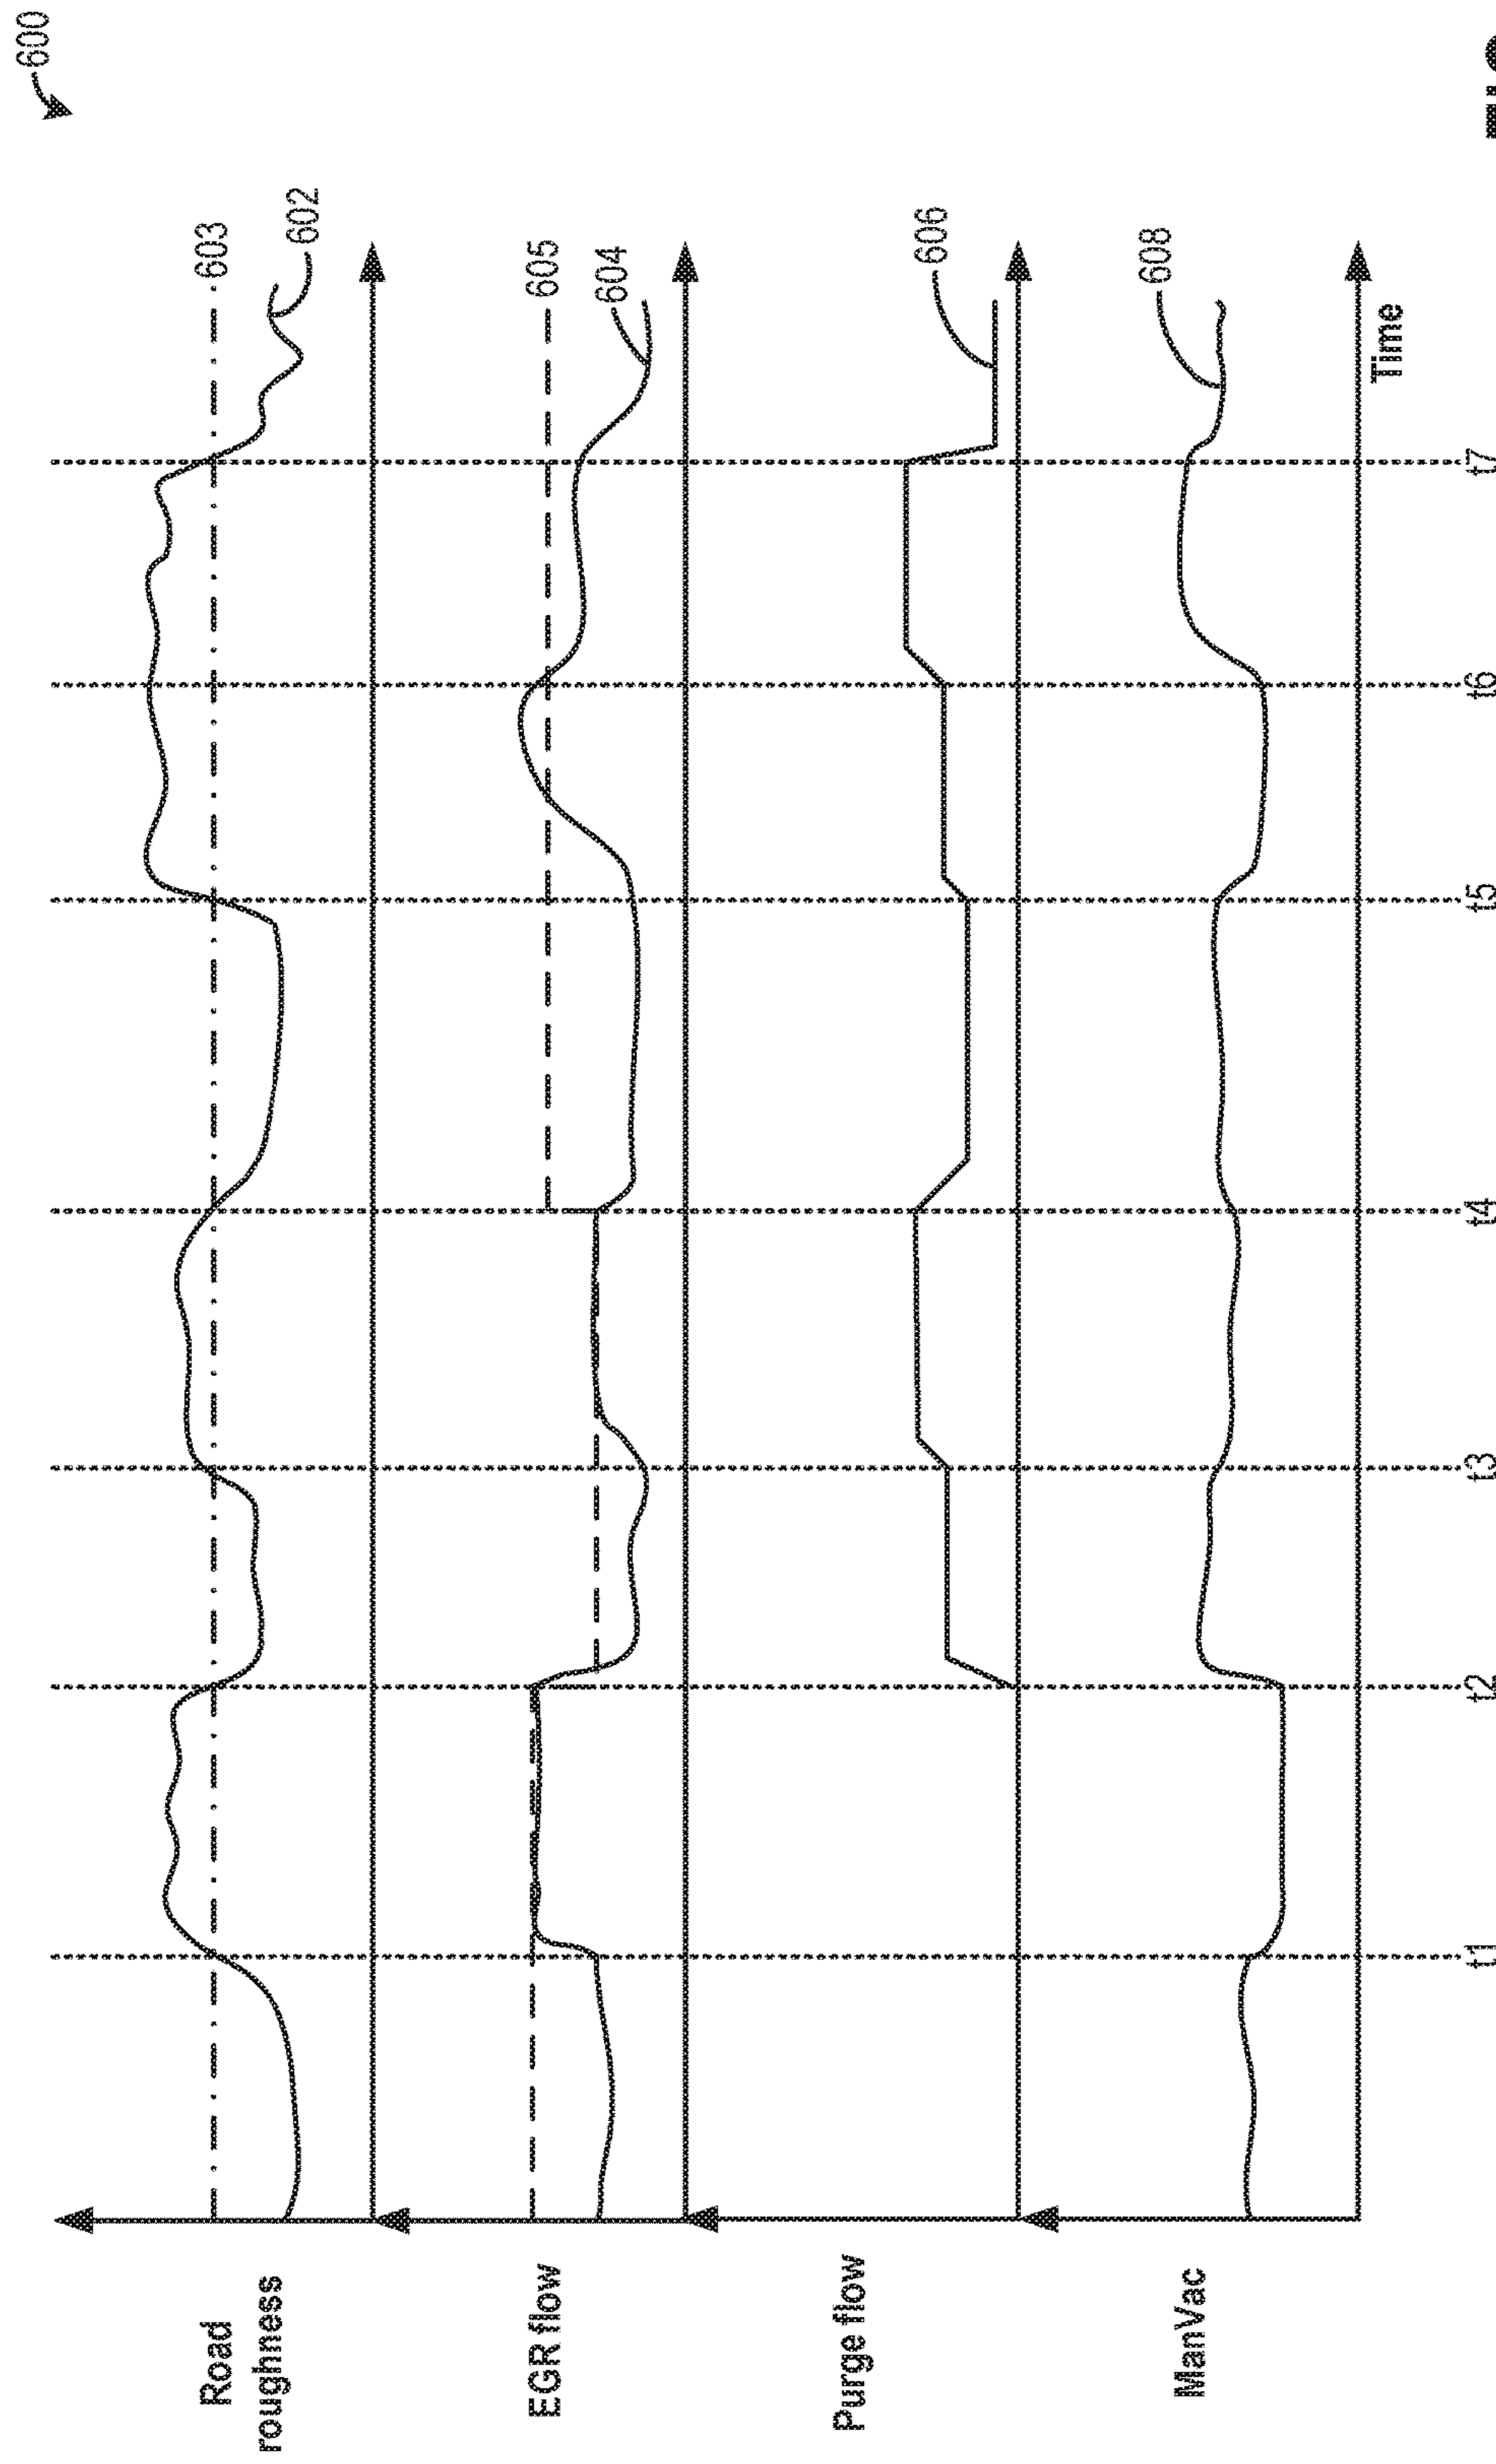 600
Road
roughness
603
602
EGR flow
605
604
Purge flow
606
ManVac
608
Time
t1
t2
t3
t4
t5
t6
t7